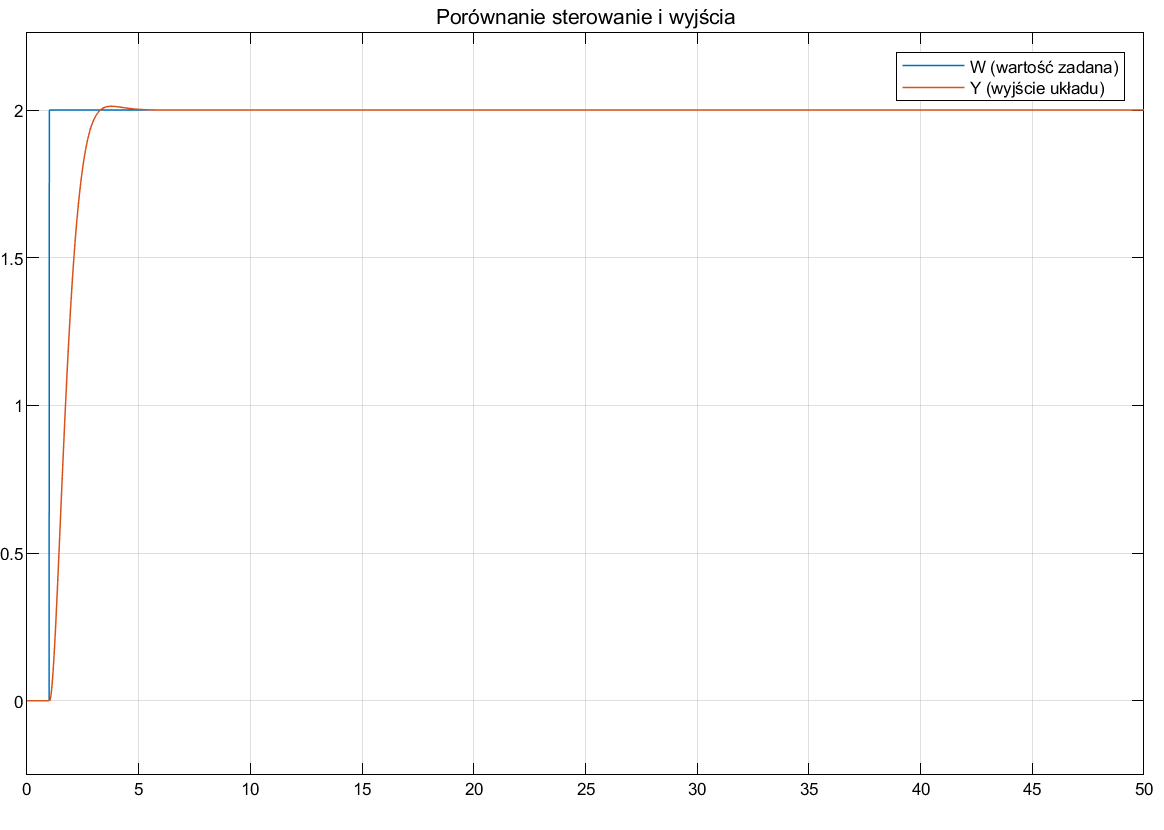 Porównanie sterowanie i wyjścia
W (wartość zadana)
Y (wyjście układu)
2
1.5
1
0.5
0
0 5 10 15 20 25 30 35 40 45 50